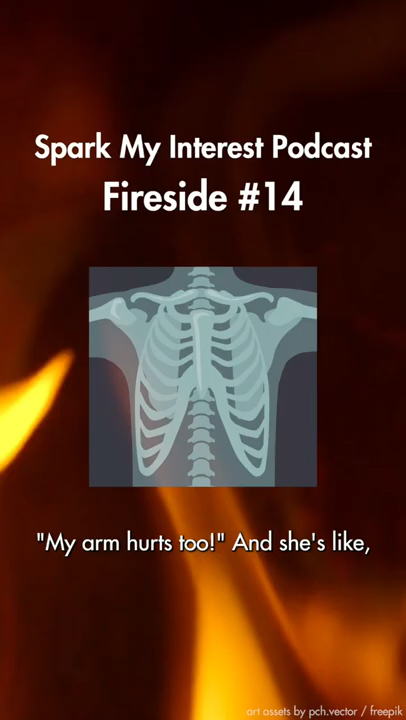 Spark My Interest Podcast
Fireside #14
"My arm hurts too!" And she's like,
art assets by pch.vector / freepik